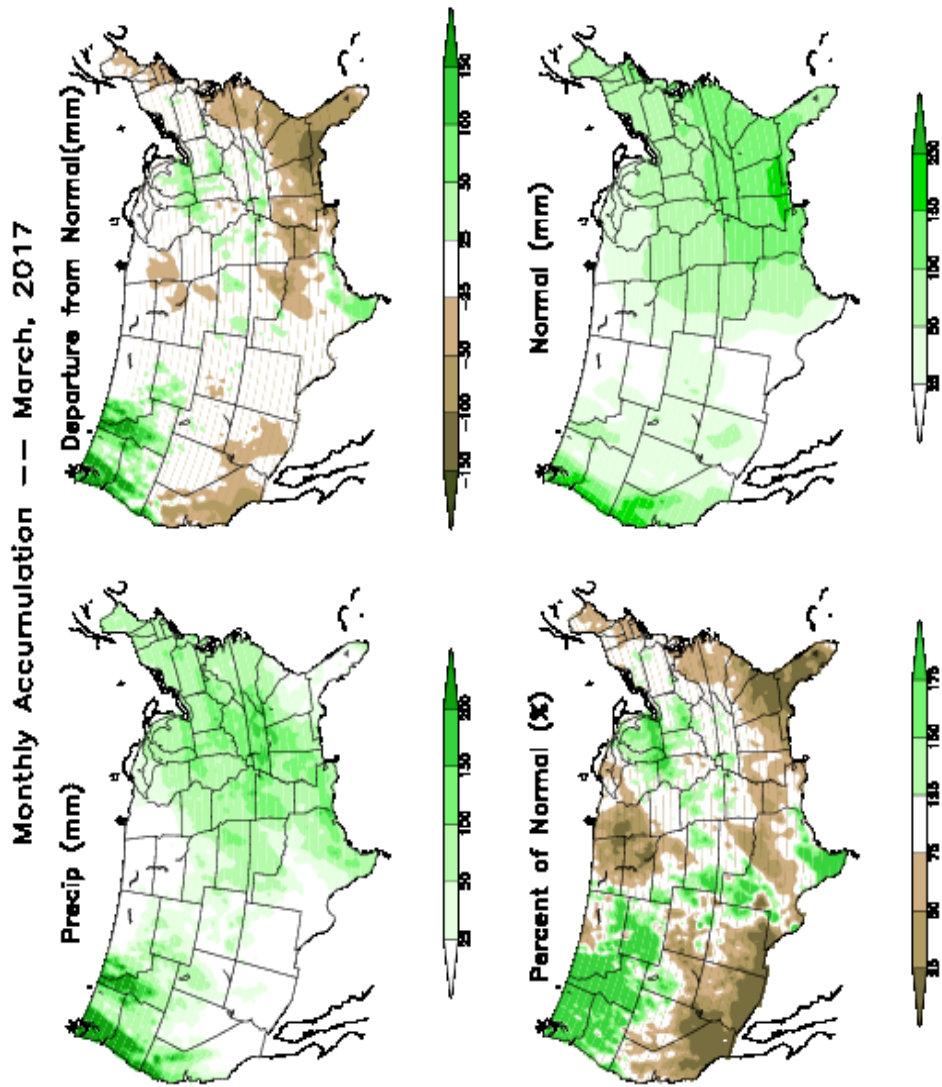 Monthly Accumulation -- March, 2017
Precip (mm)
25 50 100 150 200
Departure from Normal(mm)
-150 -100 -50 -25 25 50 100 150
Percent of Normal (%)
25 50 75 125 150 175
Normal (mm)
25 50 100 150 200